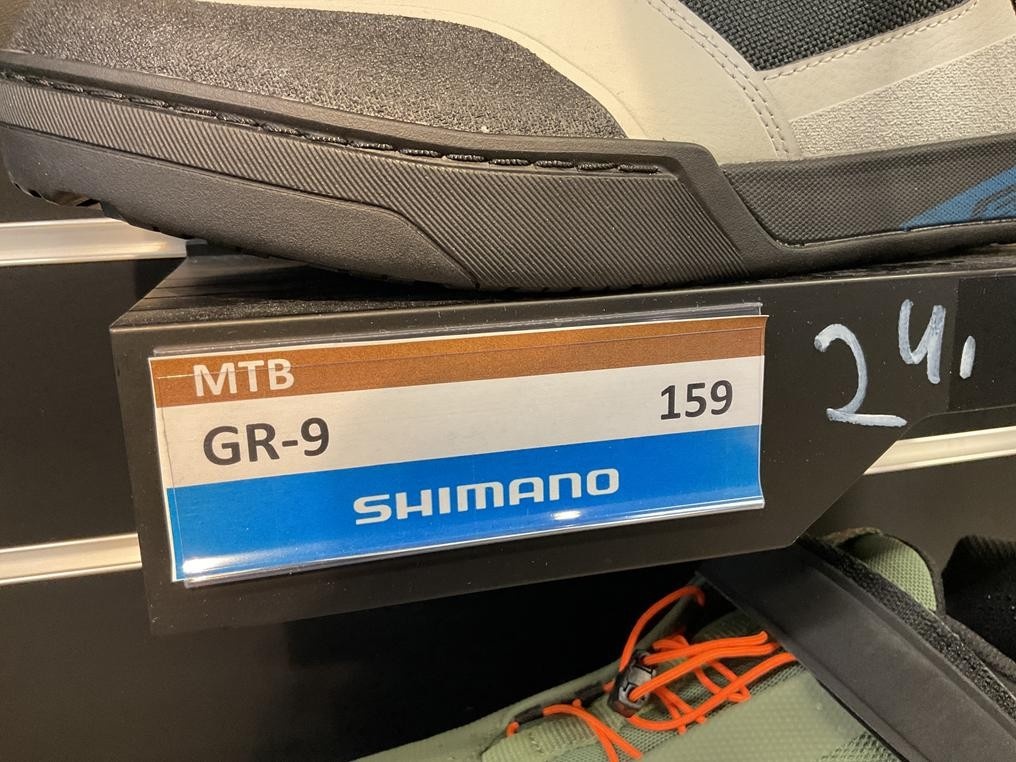 MTB
GR-9 159
SHIMANO
24,